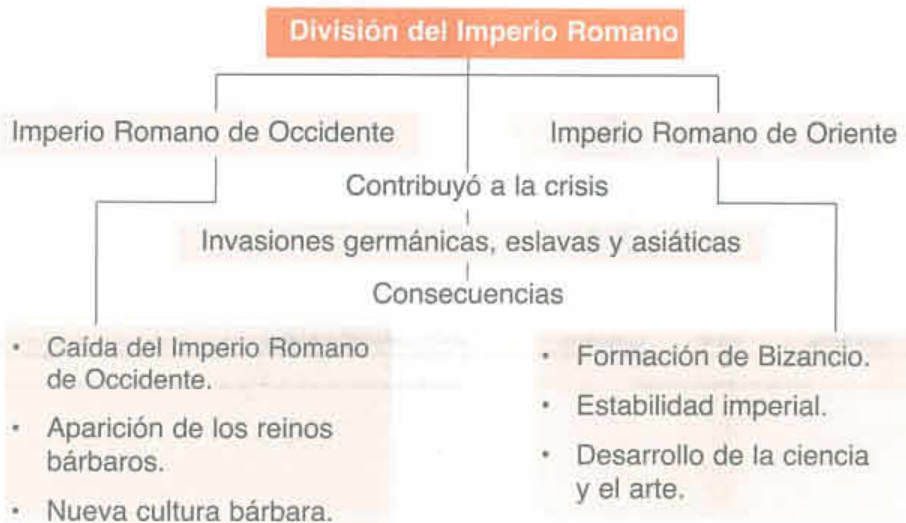 División del Imperio Romano
Imperio Romano de Occidente
Imperio Romano de Oriente
Contribuyó a la crisis
Invasiones germánicas, eslavas y asiáticas
Consecuencias
• Caída del Imperio Romano
de Occidente.
• Aparición de los reinos
bárbaros.
• Nueva cultura bárbara.
• Formación de Bizancio.
• Estabilidad imperial.
• Desarrollo de la ciencia
y el arte.